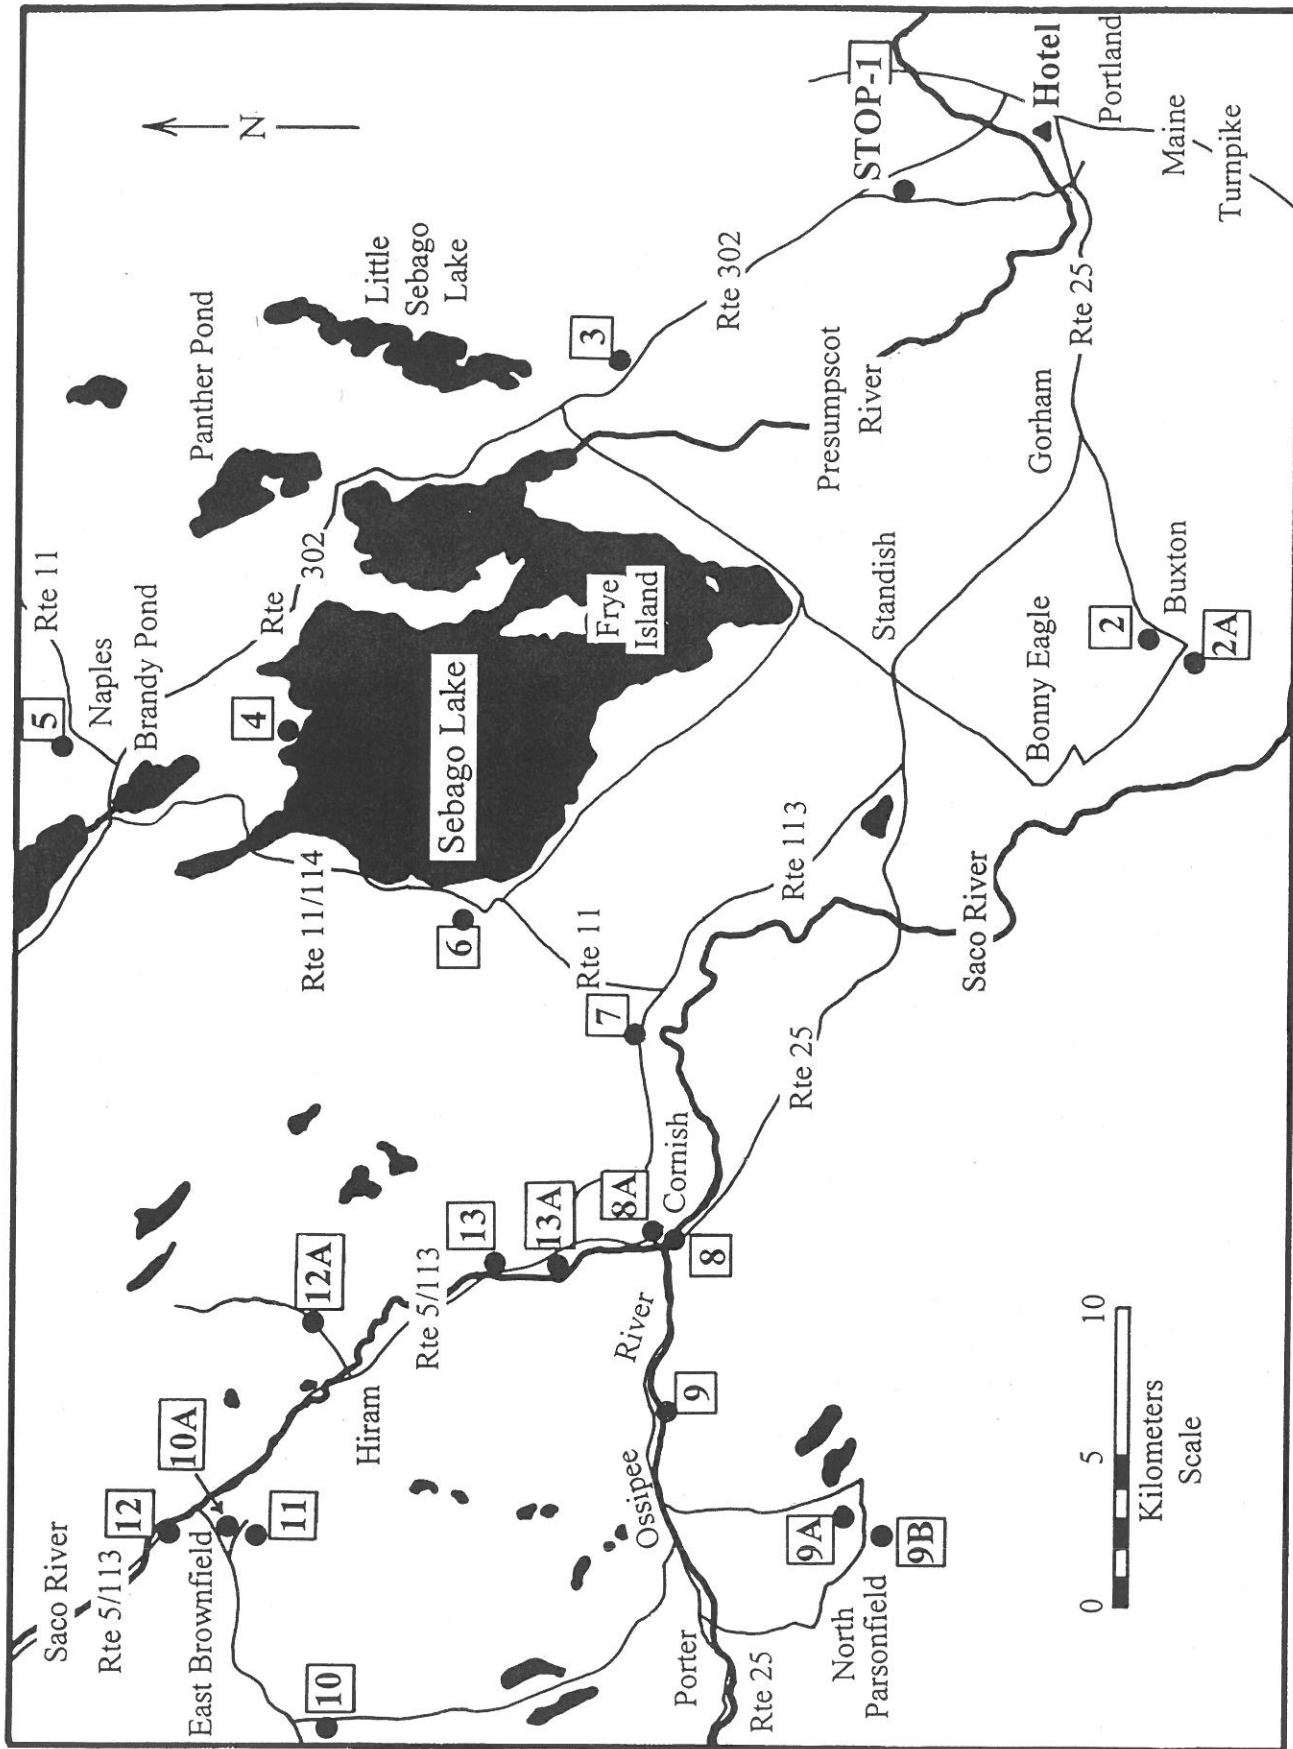 Saco River
Rte 5/113
East Brownfield
12
10A
11
10
Hiram
12A
Rte 5/113
13
13A
8A
Cornish
8
River
9
Ossipee
Porter
Rte 25
North
Parsonfield
9A
9B
0
5
10
Kilometers
Scale
5
Rte 11
Naples
Brandy Pond
4
Rte
302
Panther Pond
Little
Sebago
Lake
N
Rte 11/114
Sebago Lake
6
Frye
Island
3
Rte 302
STOP-1
Hotel
Portland
Maine
Turnpike
Rte 11
7
Rte 113
Rte 25
Standish
Presumpscot
River
Gorham
Rte 25
Saco River
Bonny Eagle
2
Buxton
2A